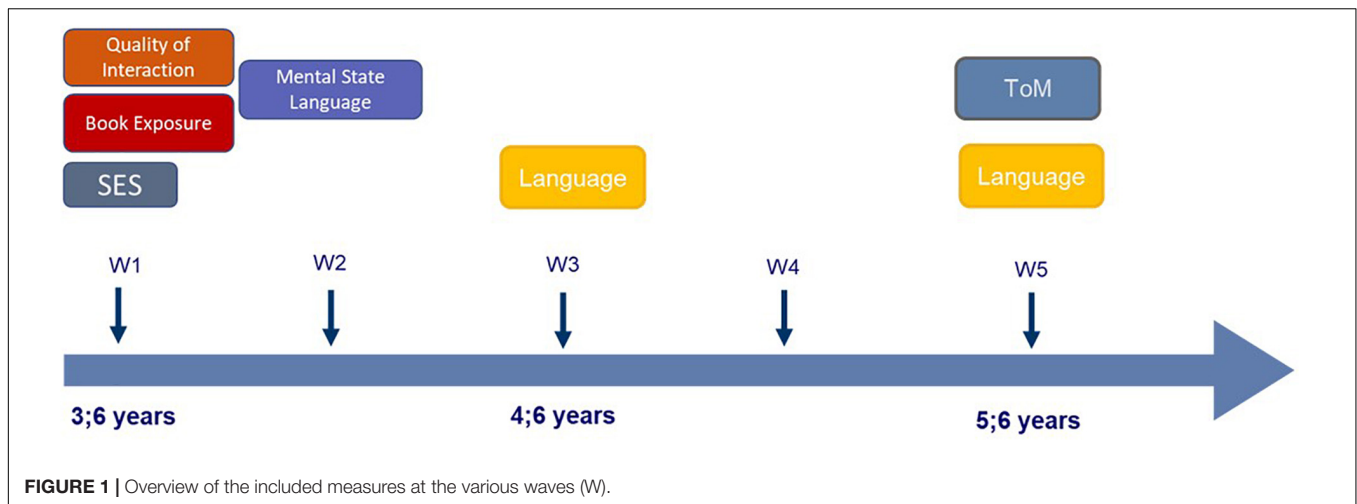 Quality of
Interaction
Mental State
Language
ToM
Book Exposure
SES
Language
Language
W1
W2
W3
W4
W5
3;6 years
4;6 years
5;6 years
FIGURE 1 | Overview of the included measures at the various waves (W).